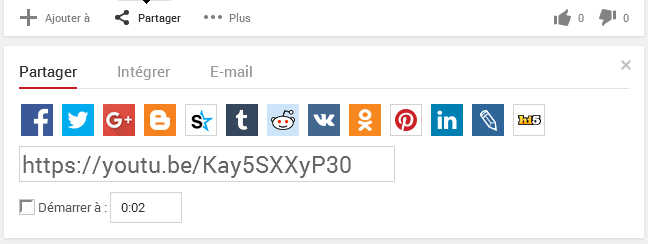 Ajouter à Partager Plus 0 0
Partager Intégrer E-mail
https://youtu.be/Kay5SXXyP30
Démarrer à : 0:02